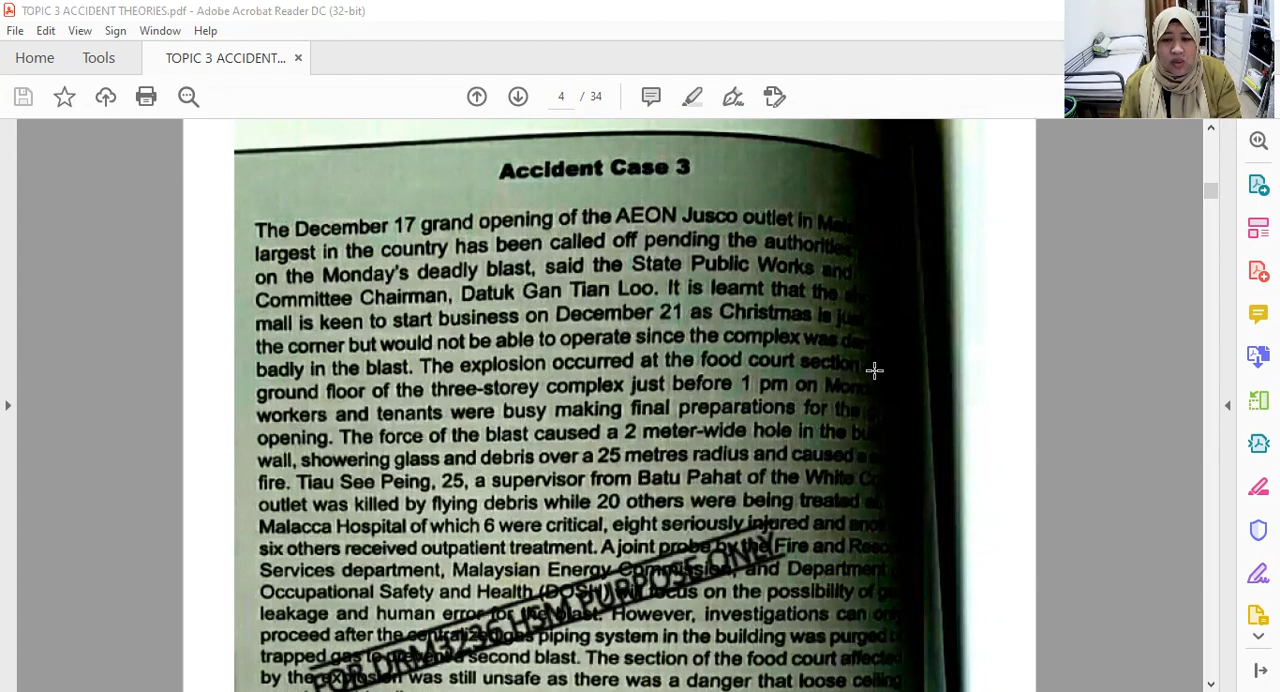 TOPIC 3 ACCIDENT THEORIES.pdf - Adobe Acrobat Reader DC (32-bit)
File Edit View Sign Window Help
Home Tools TOPIC 3 ACCIDENT... ×
4 / 34
Accident Case 3
The December 17 grand opening of the AEON Jusco outlet in
largest in the country has been called off pending the authorities
on the Monday's deadly blast, said the State Public Works and
Committee Chairman, Datuk Gan Tian Loo. It is learnt that the
mall is keen to start business on December 21 as Christmas is
the corner but would not be able to operate since the complex was
badly in the blast. The explosion occurred at the food court section
ground floor of the three-storey complex just before 1 pm on
workers and tenants were busy making final preparations for the
opening. The force of the blast caused a 2 meter-wide hole in the
wall, showering glass and debris over a 25 metres radius and caused
fire. Tiau See Peing, 25, a supervisor from Batu Pahat of the White
outlet was killed by flying debris while 20 others were being treated
Malacca Hospital of which 6 were critical, eight seriously injured and
six others received outpatient treatment. A joint probe by the Fire and
Services department, Malaysian Energy Commission, and Department
Occupational Safety and Health (DOSH) will focus on the possibility of
leakage and human error for the blast. However, investigations can
proceed after the centralized gas piping system in the building was purged
trapped gas to prevent a second blast. The section of the food court affected
by the explosion was still unsafe as there was a danger that loose ceiling
FOR DRM3236 HSM PURPOSE ONLY